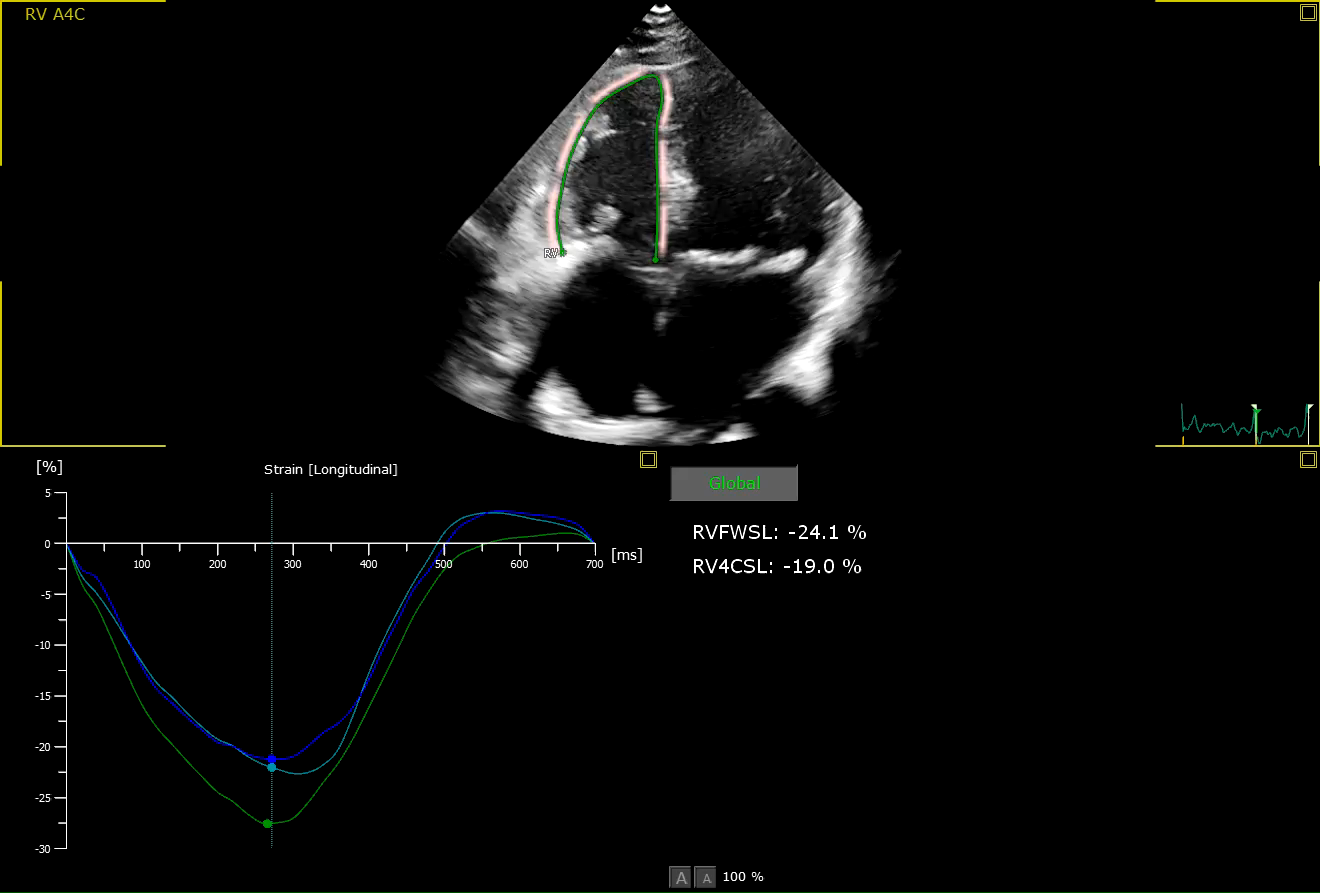 RV A4C
RV
[%]
Strain [Longitudinal]
5
0
-5
-10
-15
-20
-25
-30
100
200
300
400
500
600
700
[ms]
Global
RVFWSL: -24.1 %
RV4CSL: -19.0 %
A
A
100 %